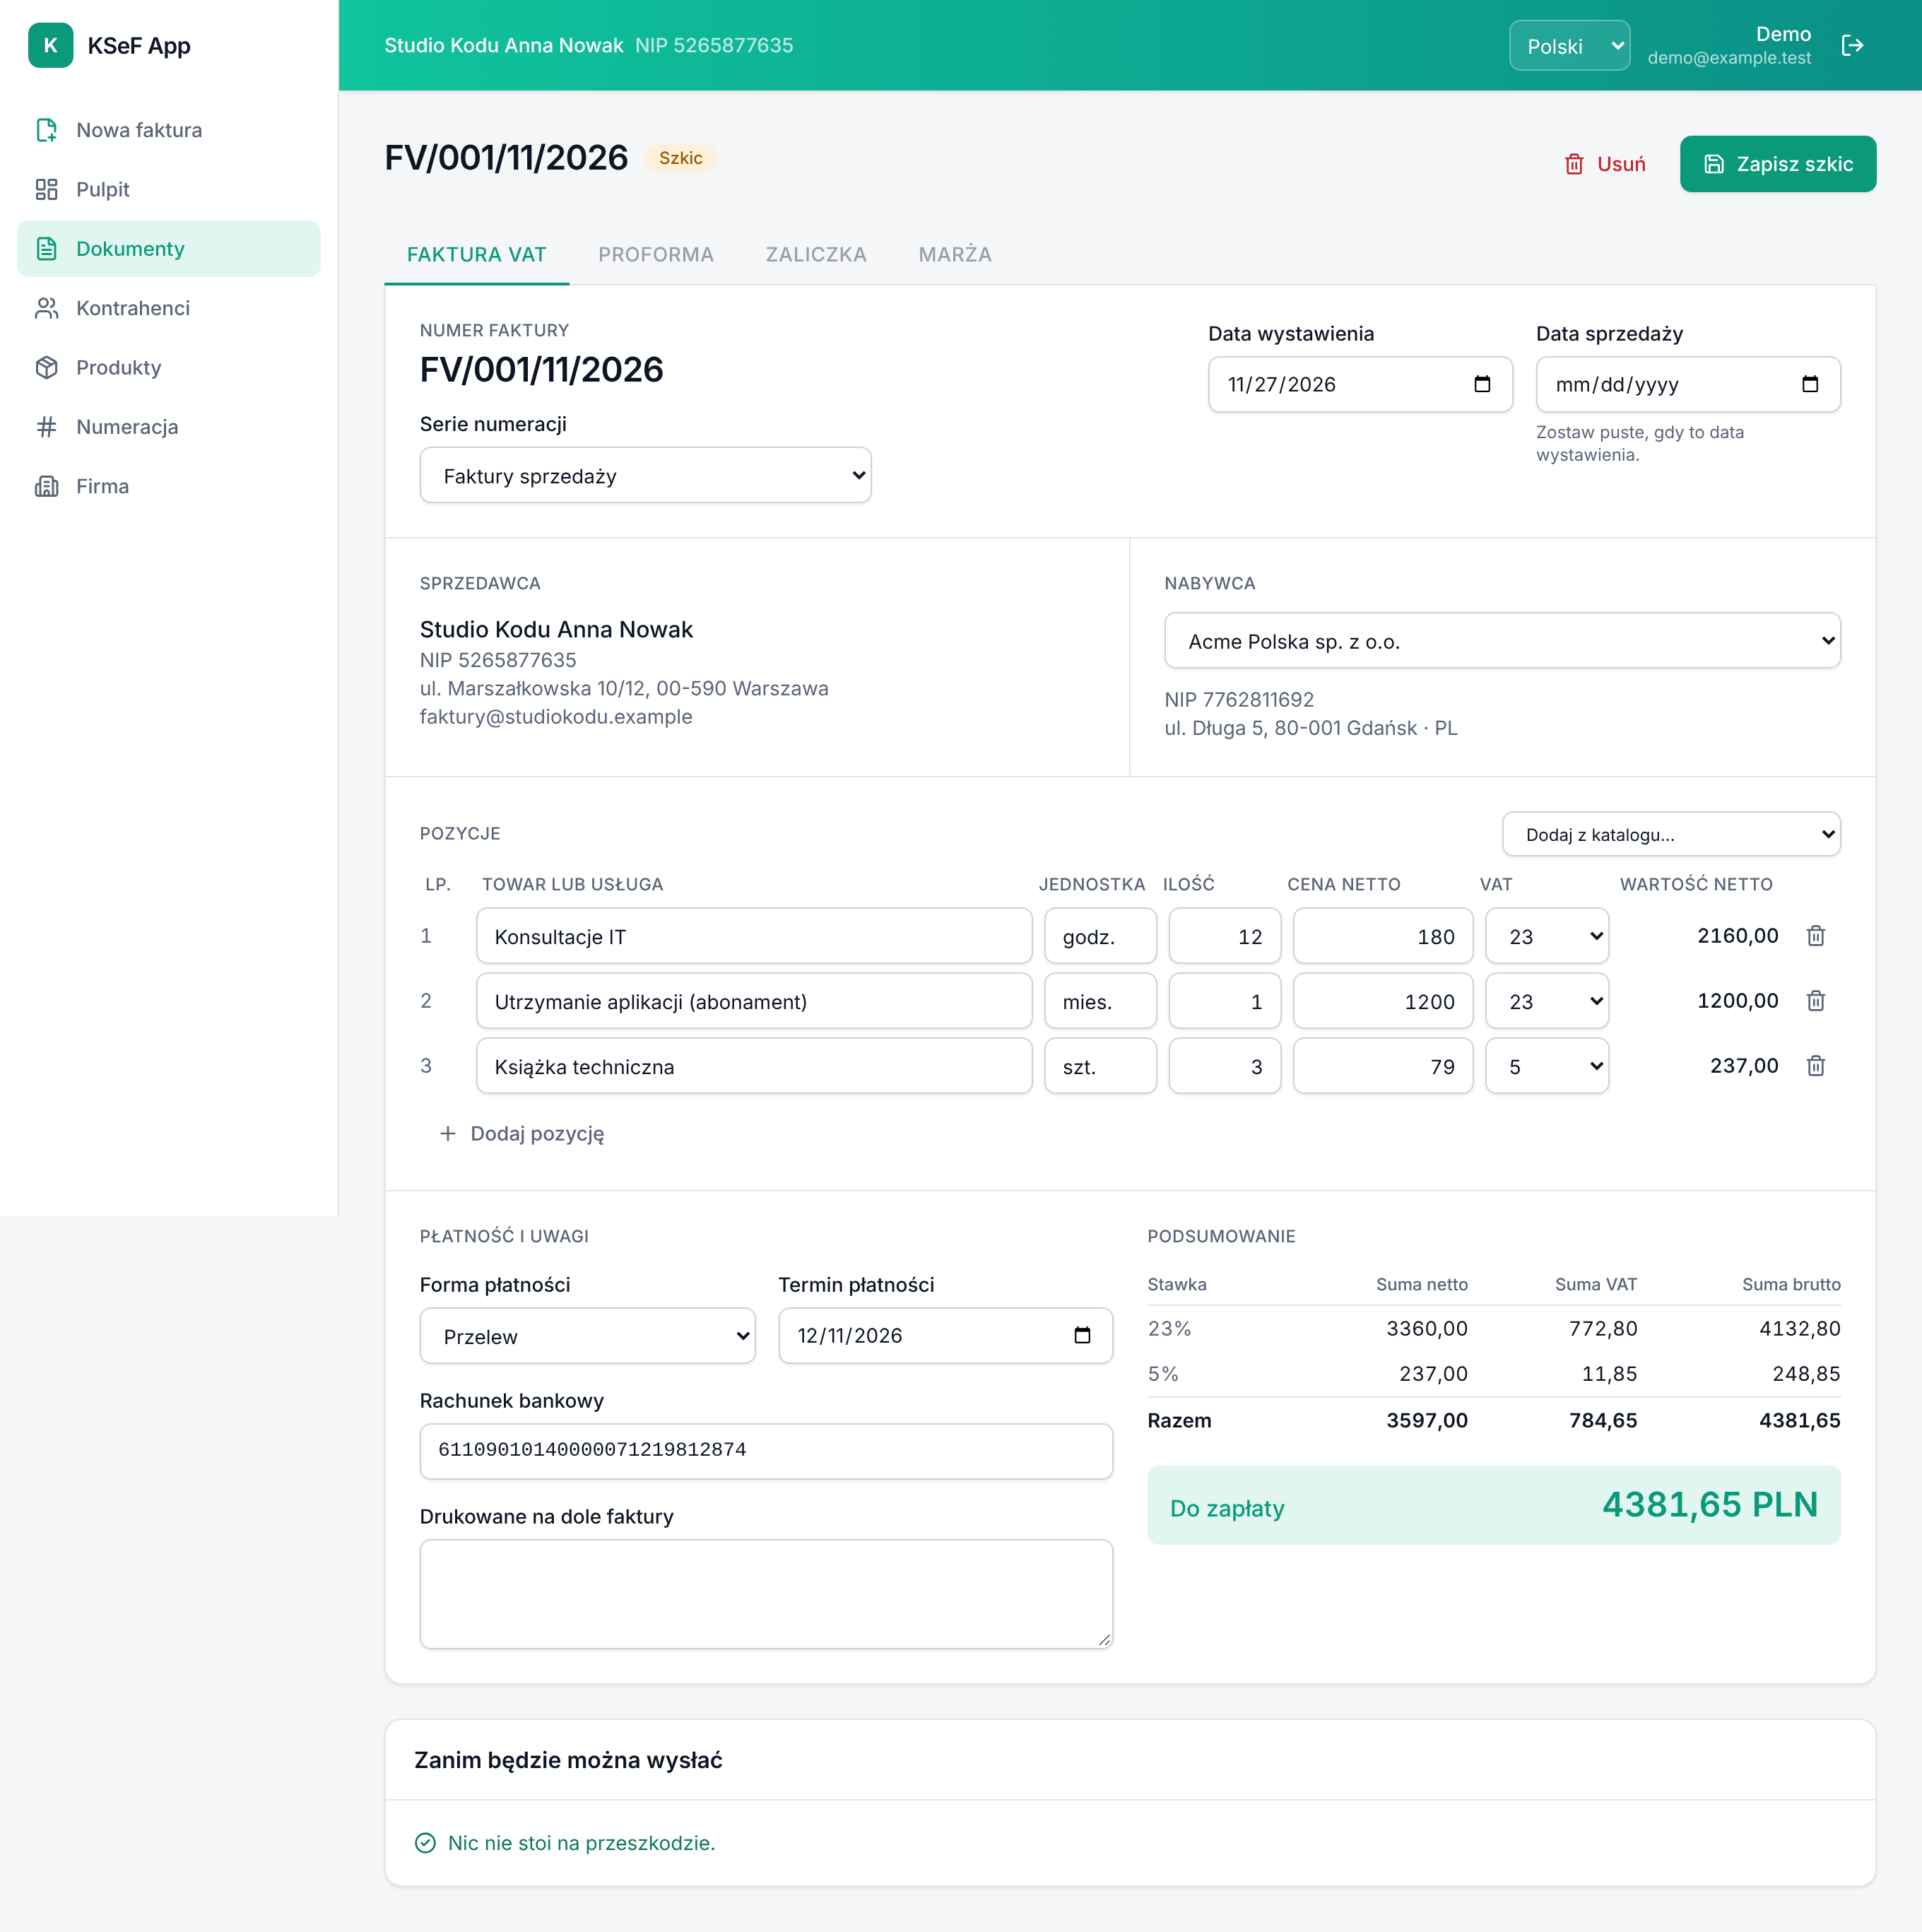 K KSeF App
Studio Kodu Anna Nowak NIP 5265877635
Polski
Demo
demo@example.test
Nowa faktura
Pulpit
Dokumenty
Kontrahenci
Produkty
Numeracja
Firma
FV/001/11/2026 Szkic
Usuń
Zapisz szkic
FAKTURA VAT PROFORMA ZALICZKA MARŻA
NUMER FAKTURY
FV/001/11/2026
Serie numeracji
Faktury sprzedaży
Data wystawienia
11/27/2026
Data sprzedaży
mm/dd/yyyy
Zostaw puste, gdy to data
wystawienia.
SPRZEDAWCA
Studio Kodu Anna Nowak
NIP 5265877635
ul. Marszałkowska 10/12, 00-590 Warszawa
faktury@studiokodu.example
NABYWCA
Acme Polska sp. z o.o.
NIP 7762811692
ul. Długa 5, 80-001 Gdańsk · PL
POZYCJE
Dodaj z katalogu...
LP. TOWAR LUB USŁUGA JEDNOSTKA ILOŚĆ CENA NETTO VAT WARTOŚĆ NETTO
1 Konsultacje IT godz. 12 180 23 2160,00
2 Utrzymanie aplikacji (abonament) mies. 1 1200 23 1200,00
3 Książka techniczna szt. 3 79 5 237,00
Dodaj pozycję
PŁATNOŚĆ I UWAGI
Forma płatności
Przelew
Termin płatności
12/11/2026
Rachunek bankowy
61109010140000071219812874
Drukowane na dole faktury
PODSUMOWANIE
Stawka Suma netto Suma VAT Suma brutto
23% 3360,00 772,80 4132,80
5% 237,00 11,85 248,85
Razem 3597,00 784,65 4381,65
Do zapłaty 4381,65 PLN
Zanim będzie można wysłać
Nic nie stoi na przeszkodzie.